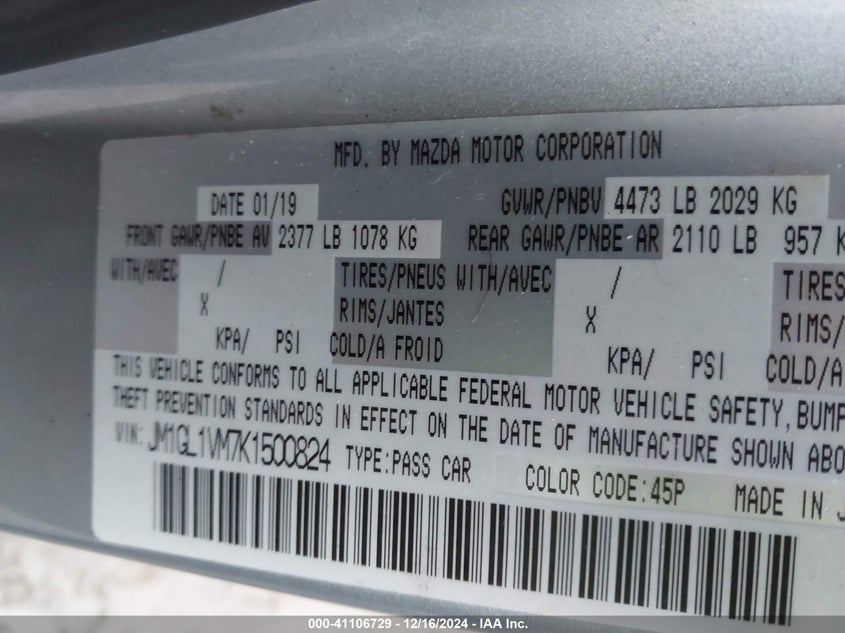 MFD. BY MAZDA MOTOR CORPORATION
DATE 01/19 GVWR/PNBV 4473 LB 2029 KG
FRONT GAWR/PNBE AV 2377 LB 1078 KG REAR GAWR/PNBE AR 2110 LB 957 K
WITH/AVEC / TIRES/PNEUS WITH/AVEC / TIRES
X RIMS/JANTES X RIMS/
KPA/ PSI COLD/A FROID KPA/ PSI COLD/A
THIS VEHICLE CONFORMS TO ALL APPLICABLE FEDERAL MOTOR VEHICLE SAFETY, BUMP
THEFT PREVENTION STANDARDS IN EFFECT ON THE DATE OF MANUFACTURE SHOWN ABO
VIN: JM1GL1VM7K1500824 TYPE:PASS CAR COLOR CODE:45P MADE IN J
000-41106729 - 12/16/2024 - IAA Inc.